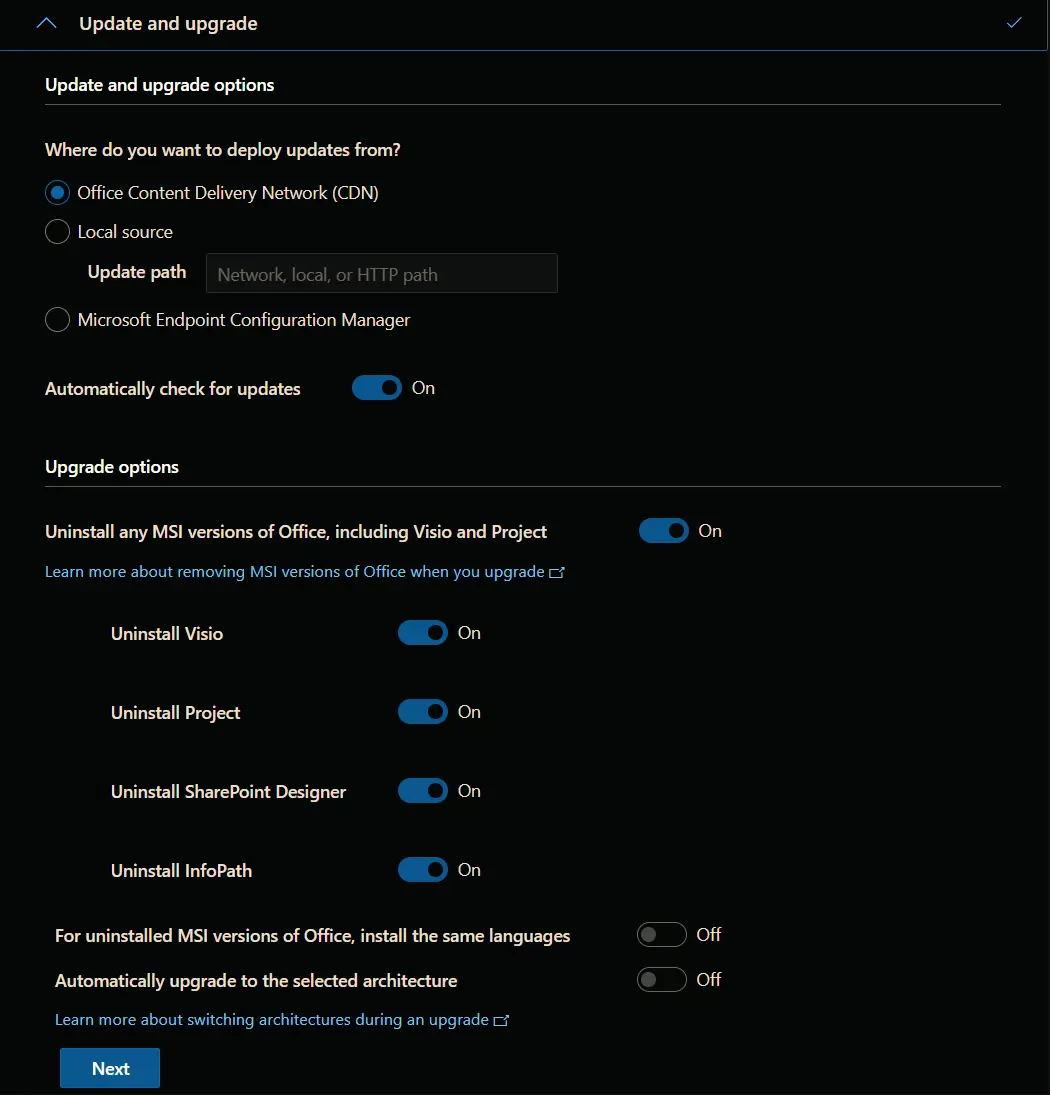 Update and upgrade
Update and upgrade options
Where do you want to deploy updates from?
Office Content Delivery Network (CDN)
Local source
Update path Network, local, or HTTP path
Microsoft Endpoint Configuration Manager
Automatically check for updates On
Upgrade options
Uninstall any MSI versions of Office, including Visio and Project On
Learn more about removing MSI versions of Office when you upgrade
Uninstall Visio On
Uninstall Project On
Uninstall SharePoint Designer On
Uninstall InfoPath On
For uninstalled MSI versions of Office, install the same languages Off
Automatically upgrade to the selected architecture Off
Learn more about switching architectures during an upgrade
Next